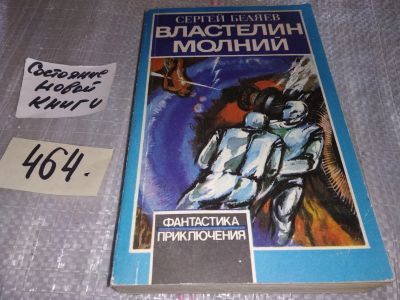 СЕРГЕЙ БЕЛЯЕВ
ВЛАСТЕЛИН
МОЛНИЙ
Состояние
новой
книги
464.
ФАНТАСТИКА
ПРИКЛЮЧЕНИЯ